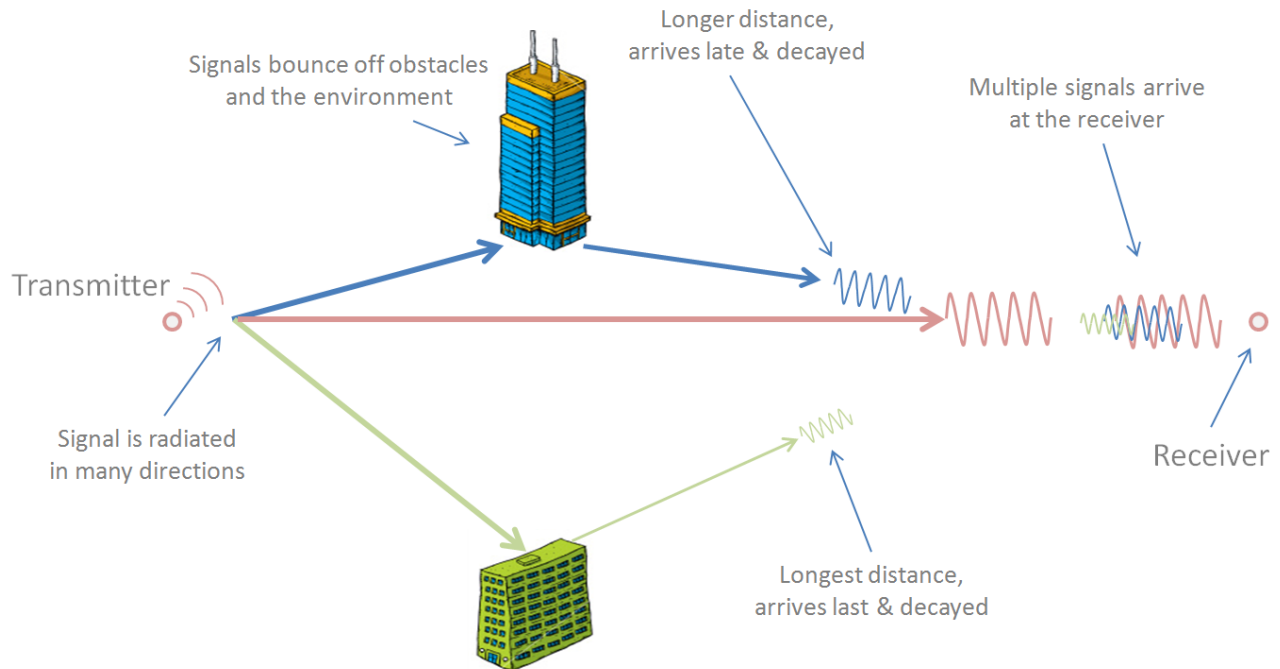 Longer distance,
arrives late & decayed
Signals bounce off obstacles
and the environment
Multiple signals arrive
at the receiver
Transmitter
Signal is radiated
in many directions
Receiver
Longest distance,
arrives last & decayed